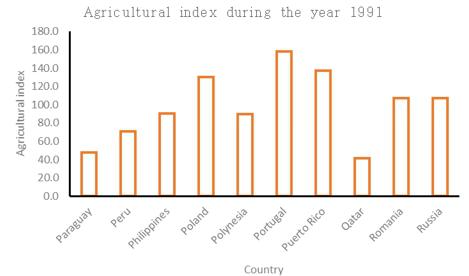 Agricultural index during the year 1991
Agricultural index
180.0
160.0
140.0
120.0
100.0
80.0
60.0
40.0
20.0
0.0
Paraguay
Peru
Philippines
Poland
Polynesia
Portugal
Puerto Rico
Qatar
Romania
Russia
Country